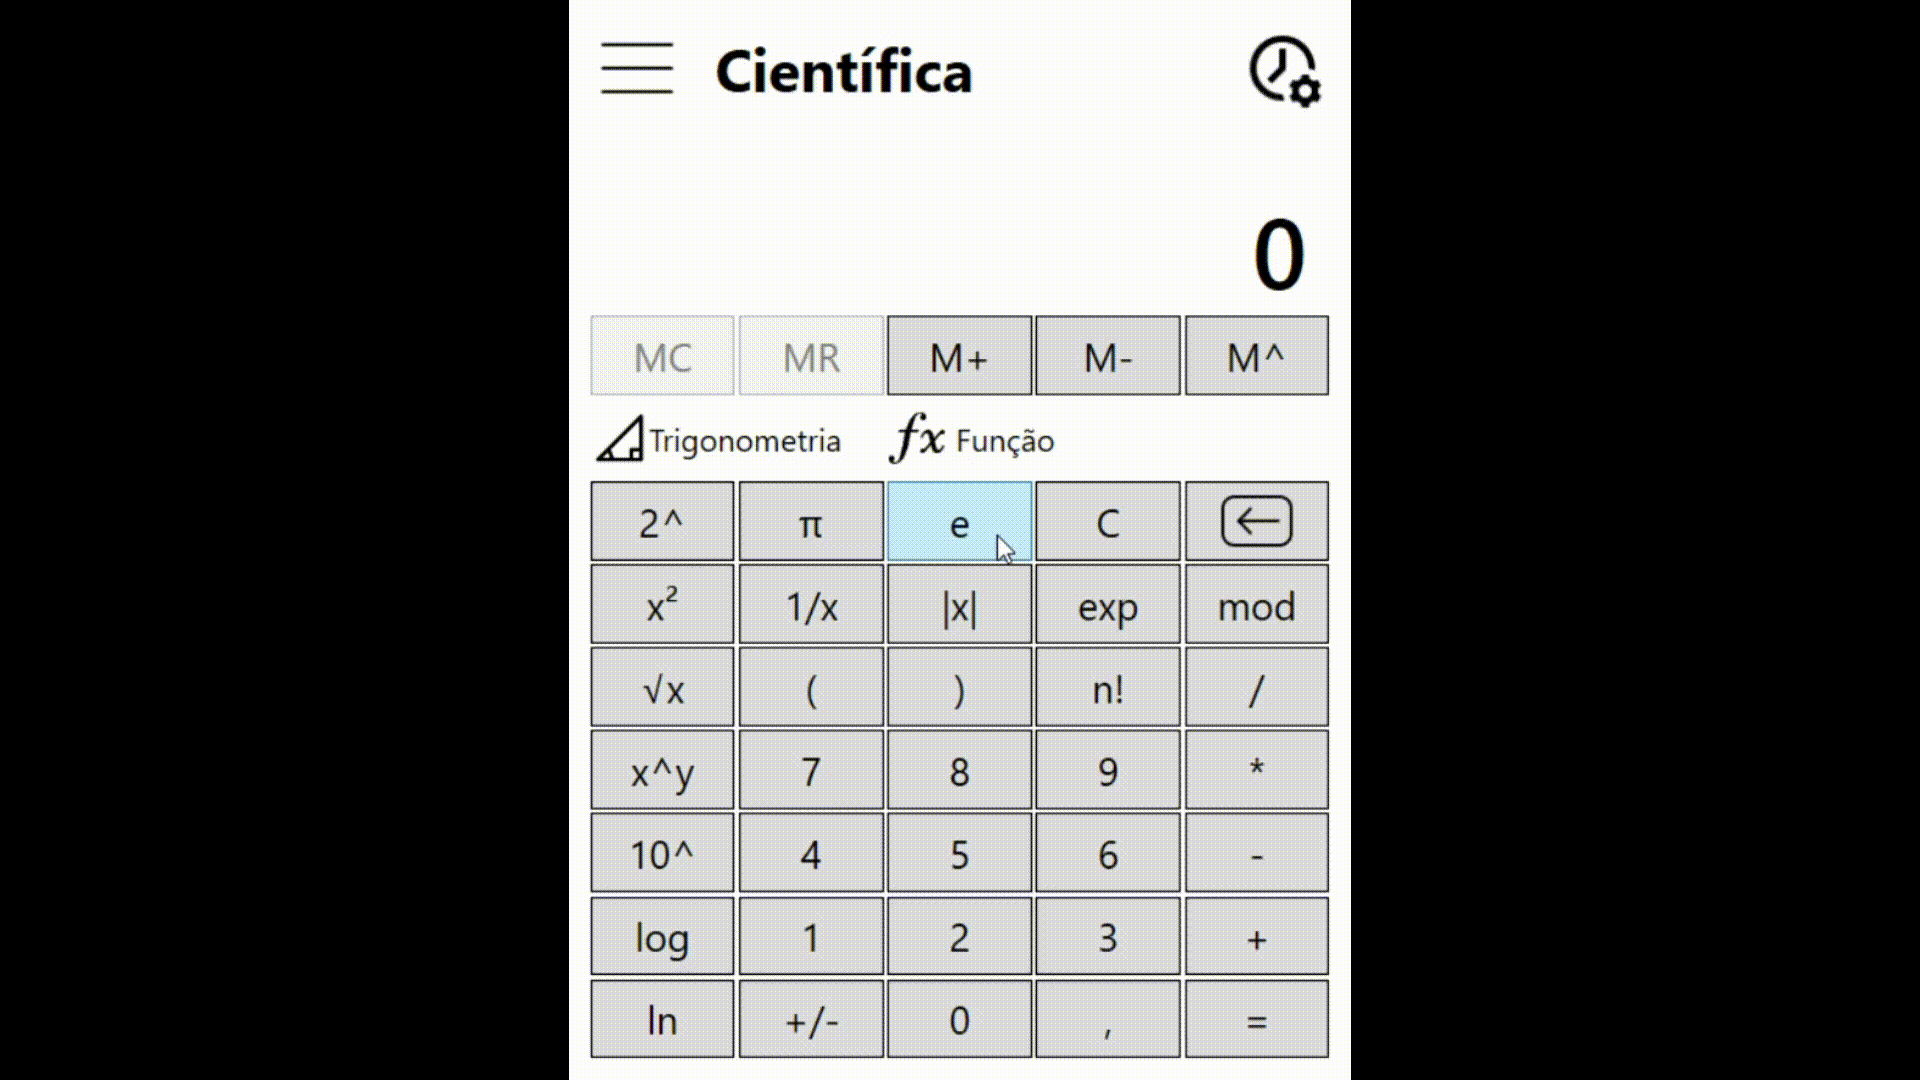 Científica
0
MC MR M+ M- M^
Trigonometria fx Função
2^ π e C
x² 1/x |x| exp mod
√x ( ) n! /
x^y 7 8 9 *
10^ 4 5 6 -
log 1 2 3 +
ln +/- 0 , =